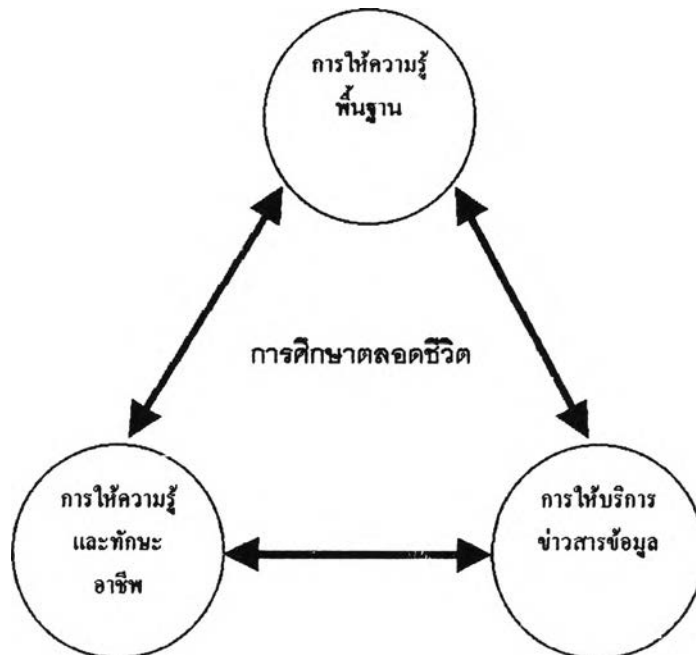 การให้ความรู้
พื้นฐาน
การศึกษาตลอดชีวิต
การให้ความรู้
และทักษะ
อาชีพ
การให้บริการ
ข่าวสารข้อมูล